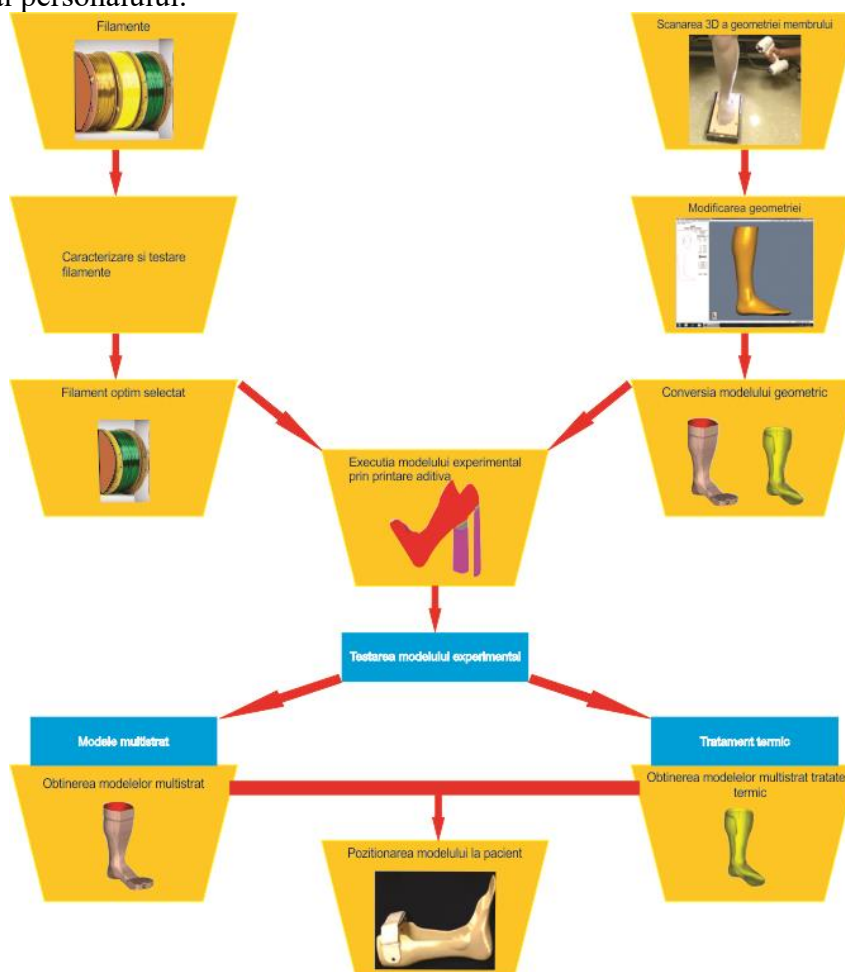 al personalului.
Filamente
Scanarea 3D a geometriei membrului
Caracterizare si testare
filamente
Modificarea geometriei
Filament optim selectat
Conversia modelului geometric
Executia modelului experimental
prin printare aditiva
Testarea modelului experimental
Modele multistrat
Tratament termic
Obtinerea modelelor multistrat
Obtinerea modelelor multistrat tratate
termic
Pozitionarea modelului la pacient